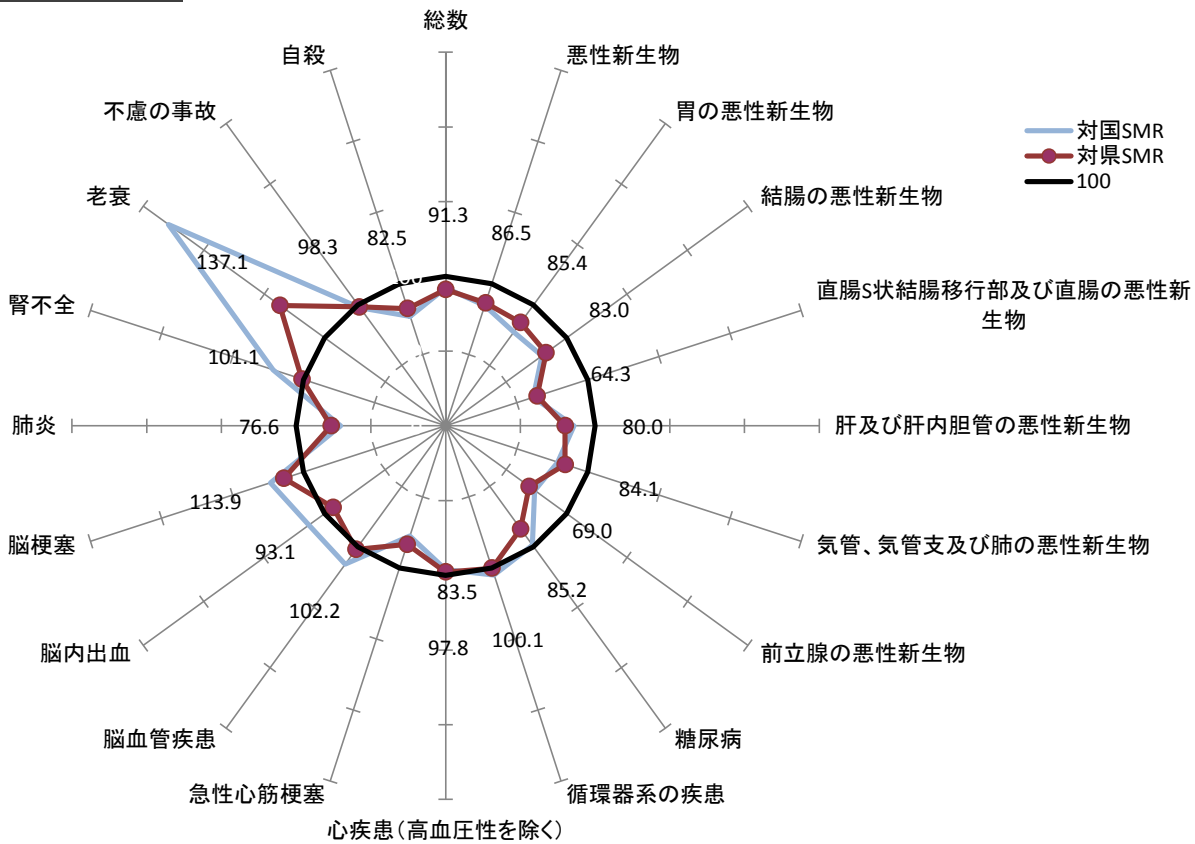 総数
自殺
悪性新生物
不慮の事故
胃の悪性新生物
対国SMR
対県SMR
100
老衰
結腸の悪性新生物
91.3
82.5
86.5
98.3
85.4
137.1
83.0
直腸S状結腸移行部及び直腸の悪性新
生物
腎不全
101.1
64.3
肺炎
76.6
80.0
肝及び肝内胆管の悪性新生物
113.9
84.1
脳梗塞
93.1
69.0
気管、気管支及び肺の悪性新生物
102.2
83.5
85.2
脳内出血
97.8
100.1
前立腺の悪性新生物
脳血管疾患
糖尿病
急性心筋梗塞
循環器系の疾患
心疾患（高血圧性を除く）